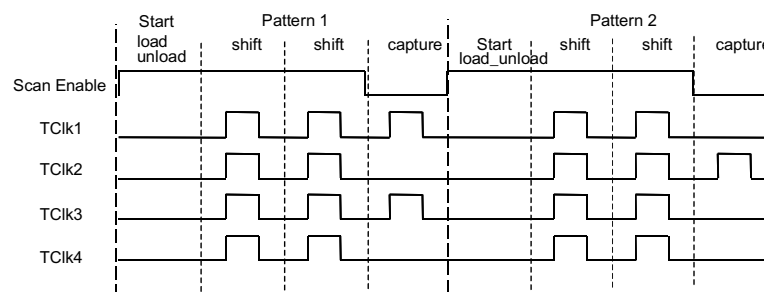 Start Pattern 1 Pattern 2
load shift shift capture Start shift shift capture
unload load_unload
Scan Enable
TClk1
TClk2
TClk3
TClk4